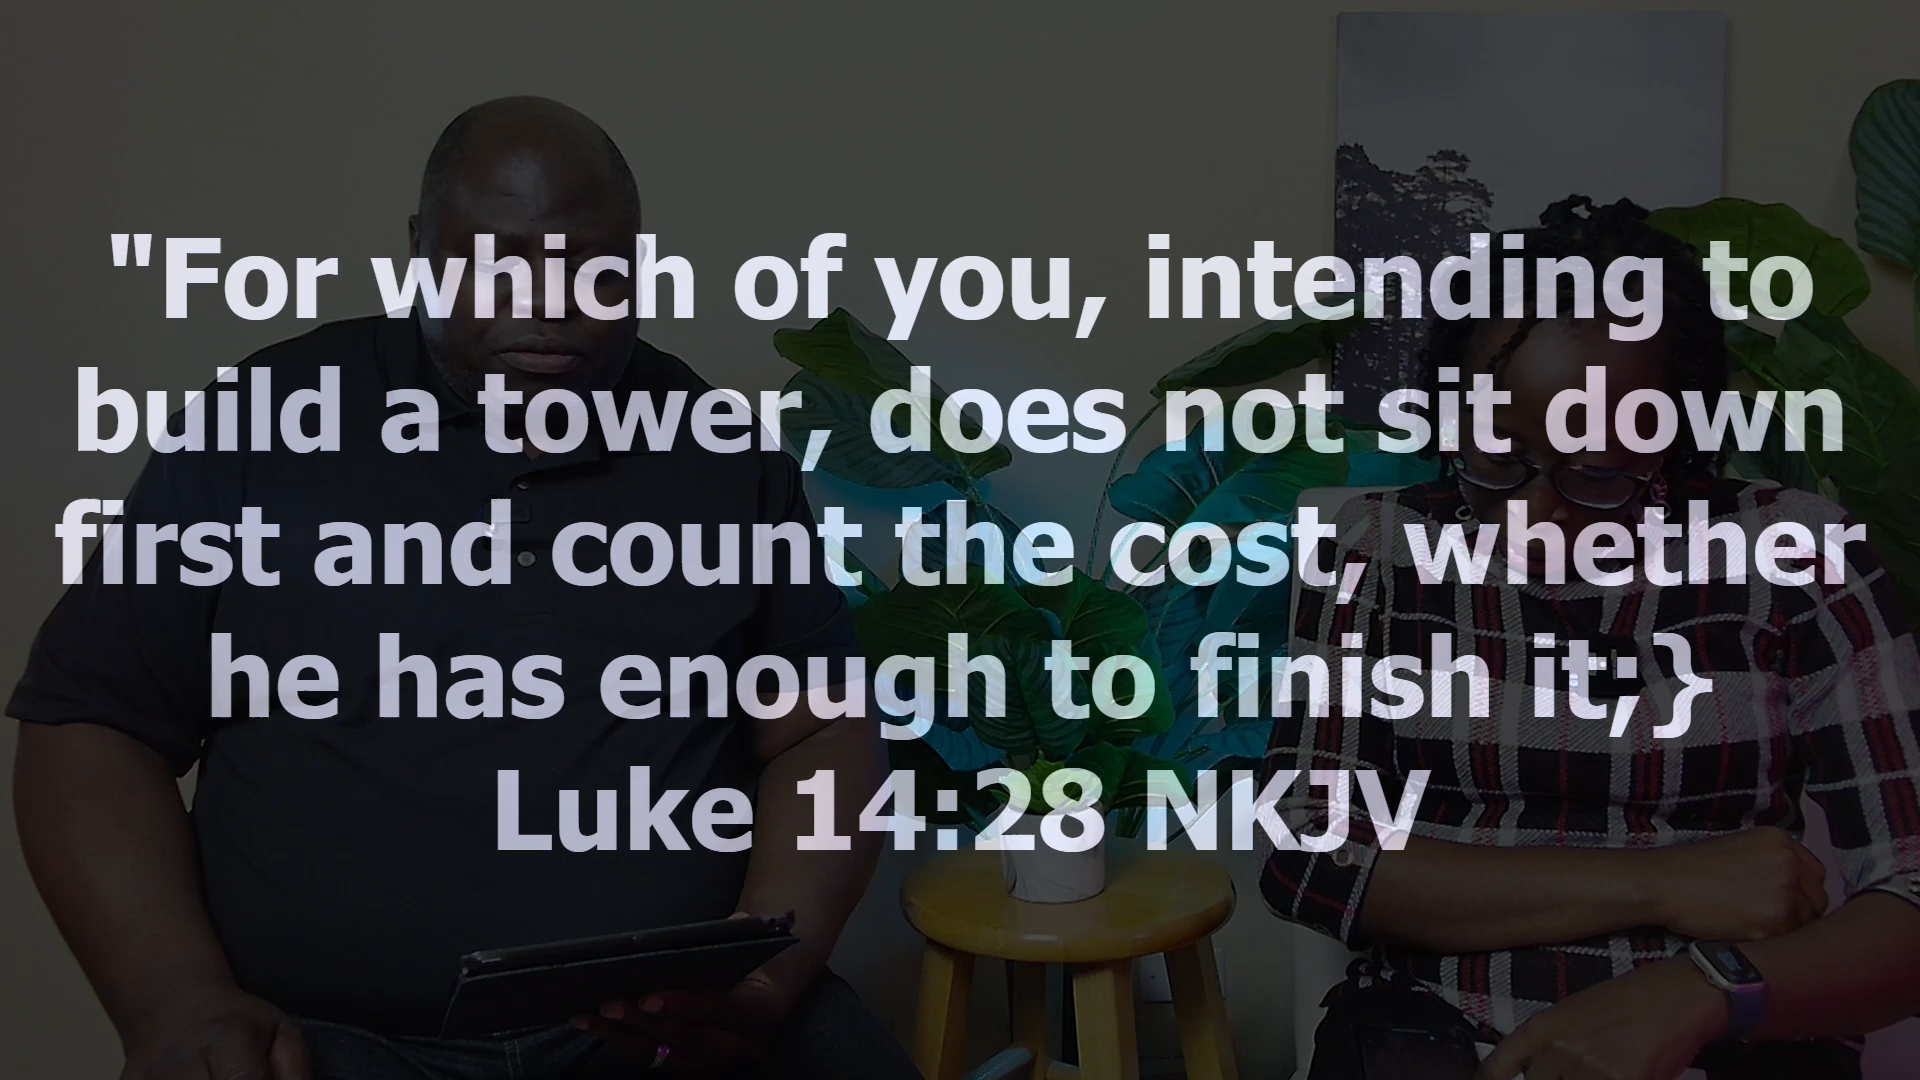 "For which of you, intending to
build a tower, does not sit down
first and count the cost, whether
he has enough to finish it;}
Luke 14:28 NKJV